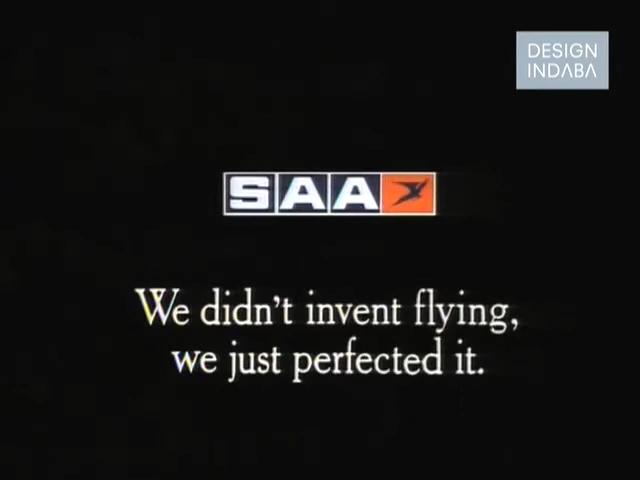 DESIGN
INDABA
SAA
We didn't invent flying,
we just perfected it.